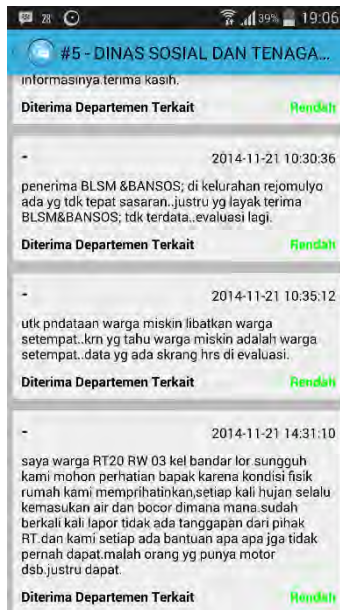 28 39% 19:06
#5 - DINAS SOSIAL DAN TENAGA...
informasinya.terima kasih.
Diterima Departemen Terkait Rendah
- 2014-11-21 10:30:36
penerima BLSM &BANSOS; di kelurahan rejomulyo
ada yg tdk tepat sasaran..justru yg layak terima
BLSM&BANSOS; tdk terdata..evaluasi lagi.
Diterima Departemen Terkait Rendah
- 2014-11-21 10:35:12
utk pndataan warga miskin libatkan warga
setempat..krn yg tahu warga miskin adalah warga
setempat..data yg ada skrang hrs di evaluasi.
Diterima Departemen Terkait Rendah
- 2014-11-21 14:31:10
saya warga RT20 RW 03 kel bandar lor sungguh
kami mohon perhatian bapak karena kondisi fisik
rumah kami memprihatinkan,setiap kali hujan selalu
kemasukan air dan bocor dimana mana.sudah
berkali kali lapor tidak ada tanggapan dari pihak
RT.dan kami setiap ada bantuan apa apa jga tidak
pernah dapat.malah orang yg punya motor
dsb.justru dapat.
Diterima Departemen Terkait Rendah